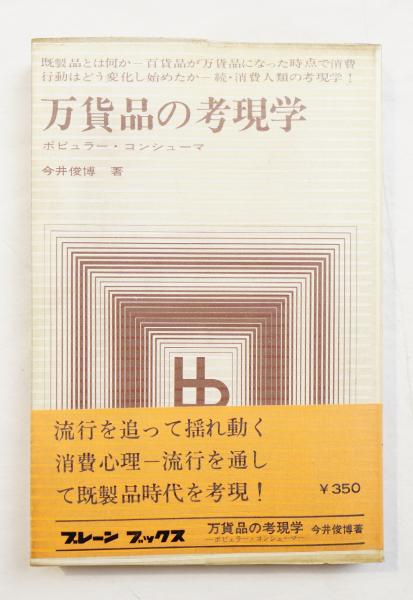 既製品とは何か―百貨品が万貨品になった時点で消費
行動はどう変化し始めたか―続・消費人類の考現学！
万貨品の考現学
ポピュラー・コンシューマ
今井俊博 著
流行を追って揺れ動く
消費心理―流行を通し
て既製品時代を考現！
￥350
ブレーン ブックス
万貨品の考現学
―ポピュラー・コンシューマ―
今井俊博著